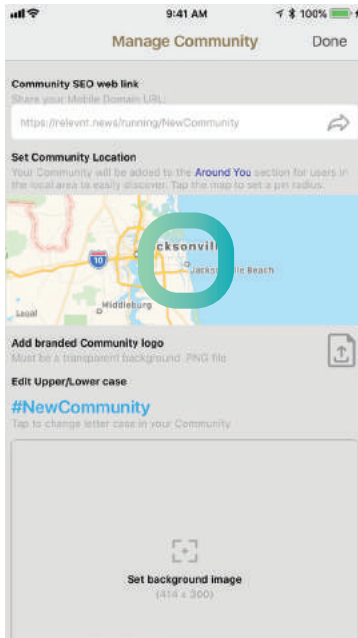 9:41 AM
100%
Manage Community
Done
Community SEO web link
Share your Mobile Domain URL:
https://relevnt.news/running/NewCommunity
Set Community Location
Your Community will be added to the Around You section for users in
the local area to easily discover. Tap the map to set a pin radius.
10
cksonvill
Jacks lle Beach
Middleburg
Legal
Add branded Community logo
Must be a transparent background .PNG file
Edit Upper/Lower case
#NewCommunity
Tap to change letter case in your Community
Set background image
(414 x 300)